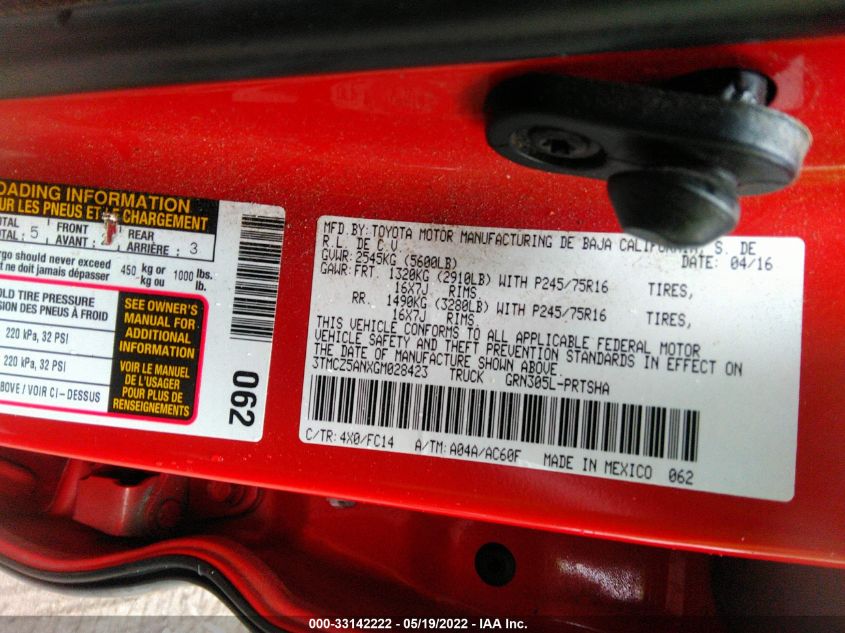 OADING INFORMATION
UR LES PNEUS ET LE CHARGEMENT
TOTAL
TAL: 5
FRONT
AVANT:
REAR
ARRIÈRE: 3
rgo should never exceed
t ne doit jamais dépasser
450 kg or kg ou
1000 lbs. lb.
OLD TIRE PRESSURE
SION DES PNEUS À FROID
220 kPa, 32 PSI
220 kPa, 32 PSI
ABOVE / VOIR CI-DESSUS
SEE OWNER'S
MANUAL FOR
ADDITIONAL
INFORMATION
VOIR LE MANUEL
DE L'USAGER
POUR PLUS DE
RENSEIGNEMENTS
062
MFD. BY: TOYOTA MOTOR MANUFACTURING DE BAJA CALIFORNIA, S. DE
R.L. DE C.V.
DATE: 04/16
GVWR: 2545KG (5600LB)
GAWR: FRT. 1320KG (2910LB) WITH P245/75R16 TIRES,
16X7J RIMS
RR. 1490KG (3280LB) WITH P245/75R16 TIRES,
16X7J RIMS
THIS VEHICLE CONFORMS TO ALL APPLICABLE FEDERAL MOTOR
VEHICLE SAFETY AND THEFT PREVENTION STANDARDS IN EFFECT ON
THE DATE OF MANUFACTURE SHOWN ABOVE.
3TMCZ5ANXGM028423 TRUCK GRN305L-PRTSHA
C/TR: 4X0/FC14 A/TM: A04A/AC60F MADE IN MEXICO 062
000-33142222 - 05/19/2022 - IAA Inc.